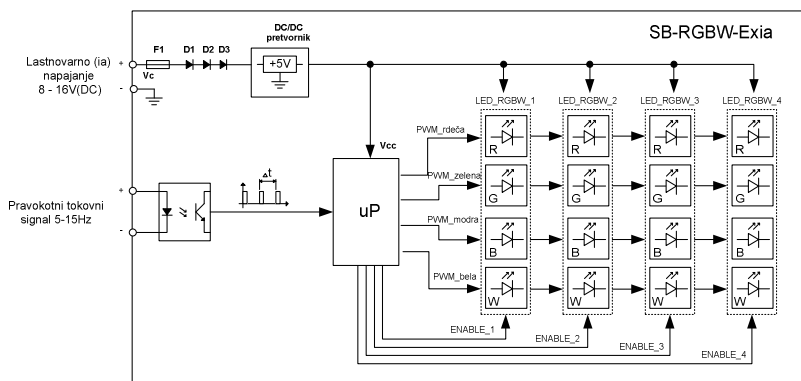 SB-RGBW-Exia
DC/DC
pretvornik
F1
D1
D2
D3
+5V
Lastnovarno (ia)
napajanje
8 - 16V(DC)
+
Vc
-
LED_RGBW_1
LED_RGBW_2
LED_RGBW_3
LED_RGBW_4
PWM_rdeča
Vcc
R
R
R
R
PWM_zelena
G
G
G
G
Pravokotni tokovni
signal 5-15Hz
+
-
Δt
uP
PWM_modra
B
B
B
B
PWM_bela
W
W
W
W
ENABLE_1
ENABLE_2
ENABLE_3
ENABLE_4